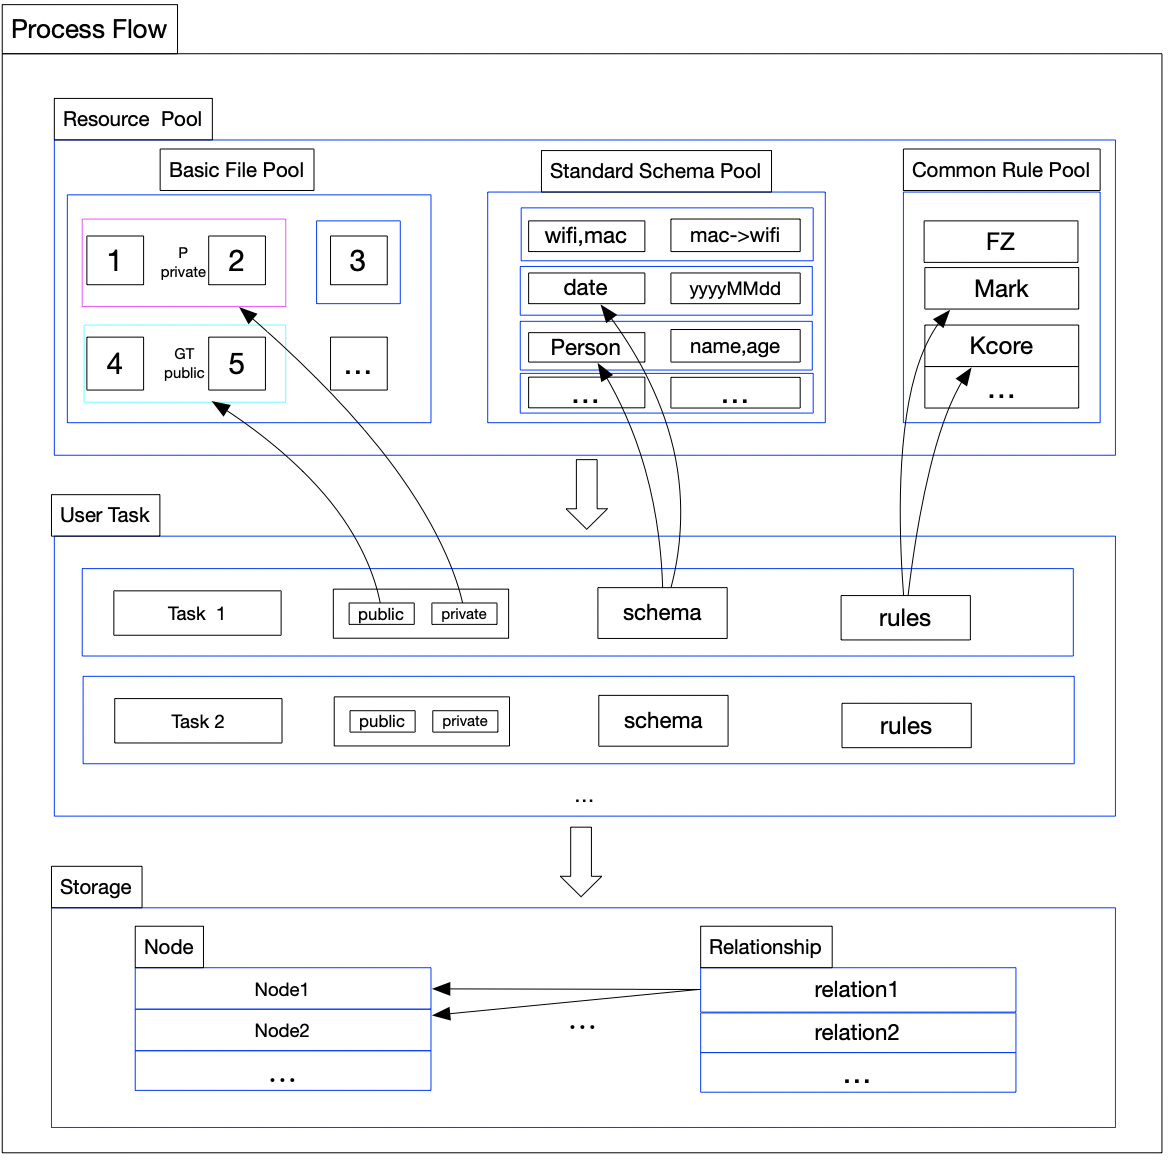 Process Flow
Resource Pool
Basic File Pool
Standard Schema Pool
Common Rule Pool
1
P
private
2
3
4
GT
public
5
...
wifi,mac
mac->wifi
date
yyyyMMdd
Person
name,age
...
...
FZ
Mark
Kcore
...
User Task
Task 1
public
private
schema
rules
Task 2
public
private
schema
rules
...
Storage
Node
Node1
Node2
...
...
Relationship
relation1
relation2
...